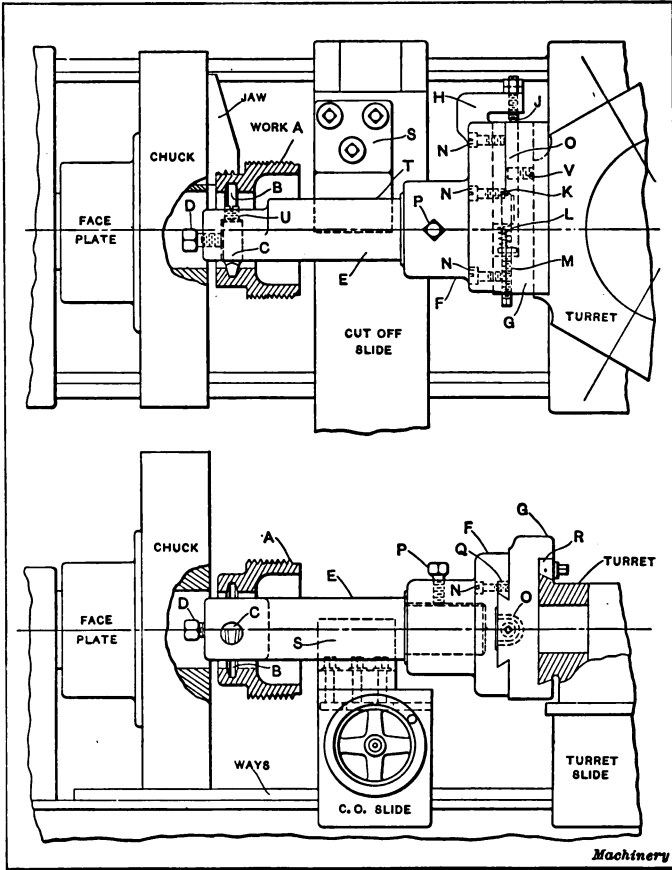 JAW
H
J
WORK A
S
O
CHUCK
N
V
B
T
D
N
K
U
P
FACE
PLATE
L
C
N
M
E
F
G
TURRET
CUT OFF
SLIDE
G
F
R
CHUCK
A
P
Q
TURRET
E
N
D
C
O
FACE
PLATE
S
B
WAYS
TURRET
SLIDE
C.O. SLIDE
Machinery